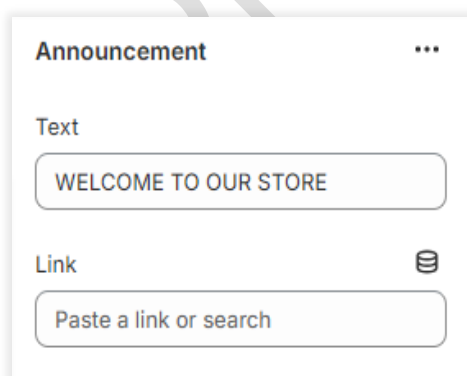 Announcement
Text
WELCOME TO OUR STORE
Link
Paste a link or search